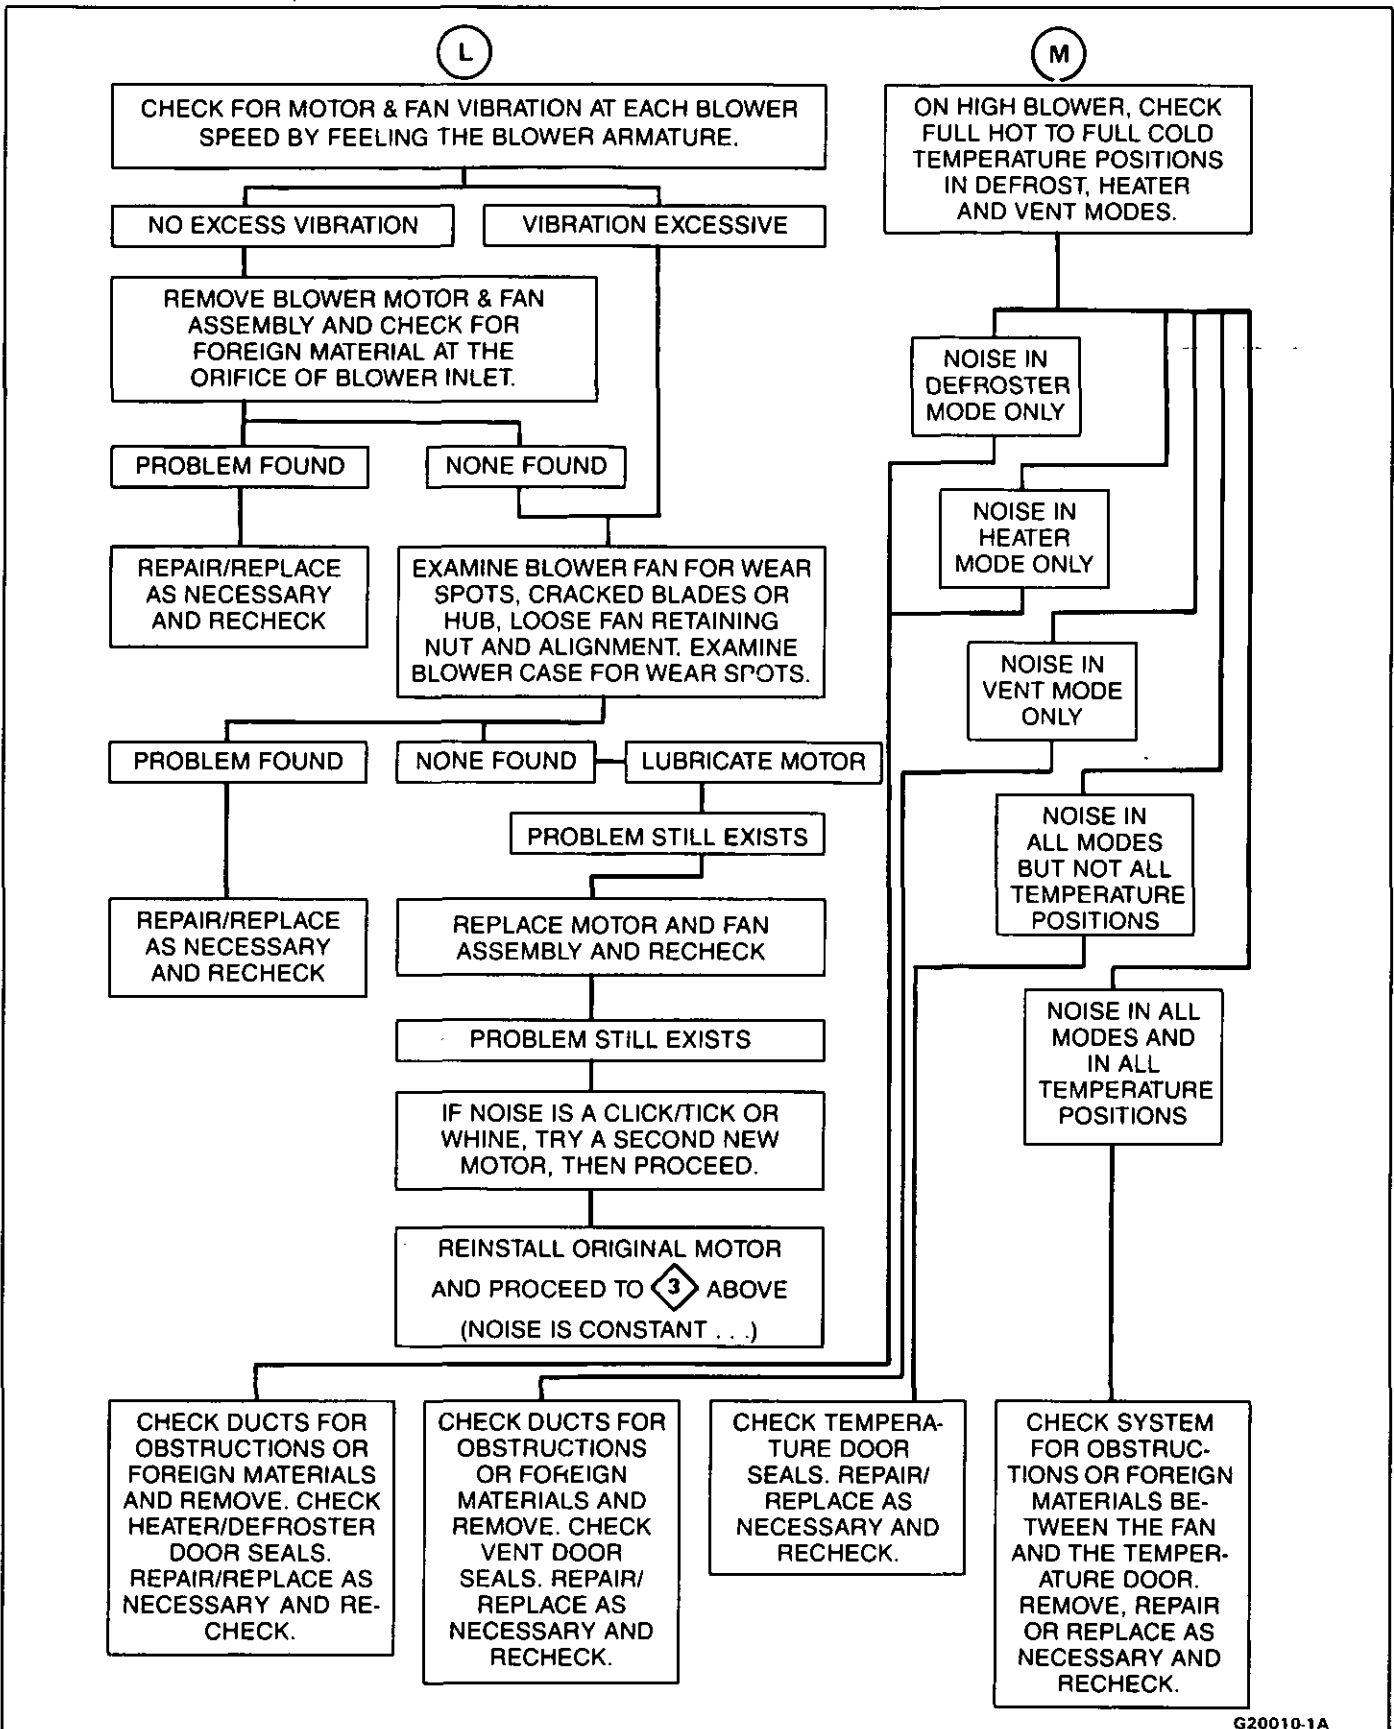 L
CHECK FOR MOTOR & FAN VIBRATION AT EACH BLOWER
SPEED BY FEELING THE BLOWER ARMATURE.
NO EXCESS VIBRATION
VIBRATION EXCESSIVE
REMOVE BLOWER MOTOR & FAN
ASSEMBLY AND CHECK FOR
FOREIGN MATERIAL AT THE
ORIFICE OF BLOWER INLET.
PROBLEM FOUND
NONE FOUND
REPAIR/REPLACE
AS NECESSARY
AND RECHECK
EXAMINE BLOWER FAN FOR WEAR
SPOTS, CRACKED BLADES OR
HUB, LOOSE FAN RETAINING
NUT AND ALIGNMENT. EXAMINE
BLOWER CASE FOR WEAR SPOTS.
PROBLEM FOUND
NONE FOUND
LUBRICATE MOTOR
PROBLEM STILL EXISTS
REPAIR/REPLACE
AS NECESSARY
AND RECHECK
REPLACE MOTOR AND FAN
ASSEMBLY AND RECHECK
PROBLEM STILL EXISTS
IF NOISE IS A CLICK/TICK OR
WHINE, TRY A SECOND NEW
MOTOR, THEN PROCEED.
REINSTALL ORIGINAL MOTOR
AND PROCEED TO 3 ABOVE
(NOISE IS CONSTANT . . .)
M
ON HIGH BLOWER, CHECK
FULL HOT TO FULL COLD
TEMPERATURE POSITIONS
IN DEFROST, HEATER
AND VENT MODES.
NOISE IN
DEFROSTER
MODE ONLY
NOISE IN
HEATER
MODE ONLY
NOISE IN
VENT MODE
ONLY
NOISE IN
ALL MODES
BUT NOT ALL
TEMPERATURE
POSITIONS
NOISE IN ALL
MODES AND
IN ALL
TEMPERATURE
POSITIONS
CHECK DUCTS FOR
OBSTRUCTIONS OR
FOREIGN MATERIALS
AND REMOVE. CHECK
HEATER/DEFROSTER
DOOR SEALS.
REPAIR/REPLACE AS
NECESSARY AND RE-
CHECK.
CHECK DUCTS FOR
OBSTRUCTIONS
OR FOREIGN
MATERIALS AND
REMOVE. CHECK
VENT DOOR
SEALS. REPAIR/
REPLACE AS
NECESSARY AND
RECHECK.
CHECK TEMPERA-
TURE DOOR
SEALS. REPAIR/
REPLACE AS
NECESSARY AND
RECHECK.
CHECK SYSTEM
FOR OBSTRUC-
TIONS OR FOREIGN
MATERIALS BE-
TWEEN THE FAN
AND THE TEMPER-
ATURE DOOR.
REMOVE, REPAIR
OR REPLACE AS
NECESSARY AND
RECHECK.
G20010-1A